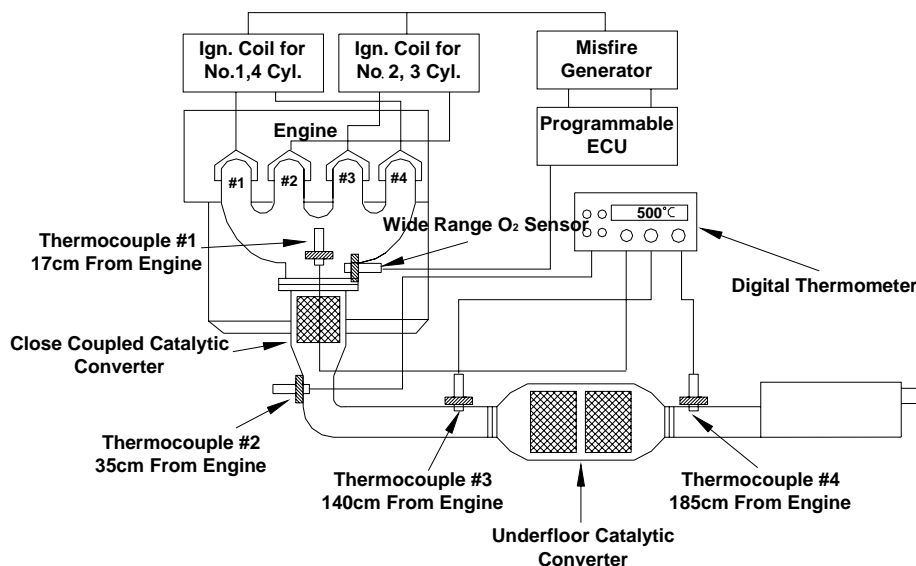 Ign. Coil for
No.1,4 Cyl.
Ign. Coil for
No. 2, 3 Cyl.
Misfire
Generator
Programmable
ECU
Engine
#1
#2
#3
#4
Wide Range O₂ Sensor
500°C
Thermocouple #1
17cm From Engine
Digital Thermometer
Close Coupled Catalytic
Converter
Thermocouple #2
35cm From Engine
Thermocouple #3
140cm From Engine
Thermocouple #4
185cm From Engine
Underfloor Catalytic
Converter